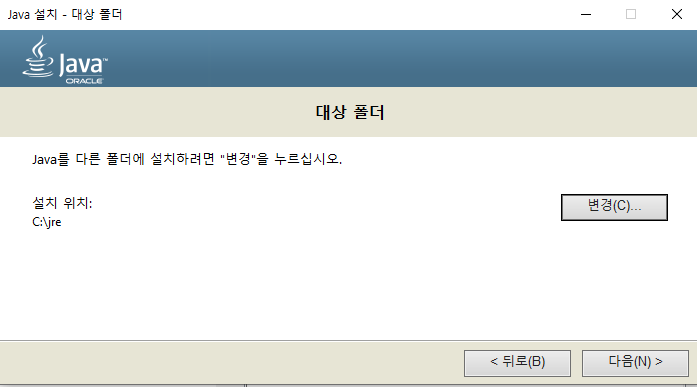 Java 설치 - 대상 폴더
Java™
ORACLE
대상 폴더
Java를 다른 폴더에 설치하려면 "변경"을 누르십시오.
설치 위치:
변경(C)...
C:\jre
< 뒤로(B)
다음(N) >